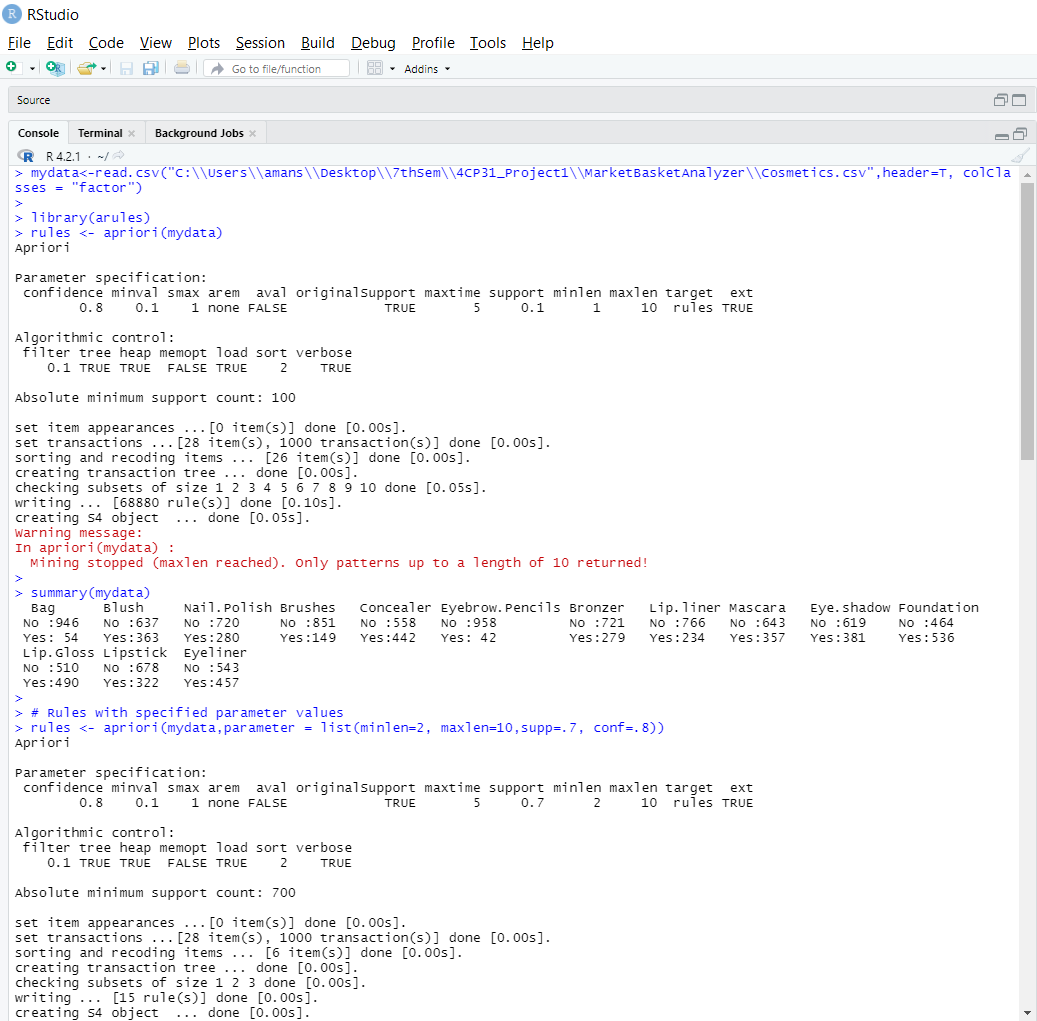 RStudio
File Edit Code View Plots Session Build Debug Profile Tools Help
Go to file/function Addins
Source
Console Terminal Background Jobs
R 4.2.1 · ~/
> mydata<-read.csv("C:\\Users\\amans\\Desktop\\7thSem\\4CP31_Project1\\MarketBasketAnalyzer\\Cosmetics.csv",header=T, colCla
sses = "factor")
>
> library(arules)
> rules <- apriori(mydata)
Apriori

Parameter specification:
 confidence minval smax arem  aval originalSupport maxtime support minlen maxlen target  ext
        0.8    0.1    1 none FALSE            TRUE       5     0.1      1     10  rules TRUE

Algorithmic control:
 filter tree heap memopt load sort verbose
    0.1 TRUE TRUE  FALSE TRUE    2    TRUE

Absolute minimum support count: 100

set item appearances ...[0 item(s)] done [0.00s].
set transactions ...[28 item(s), 1000 transaction(s)] done [0.00s].
sorting and recoding items ... [26 item(s)] done [0.00s].
creating transaction tree ... done [0.00s].
checking subsets of size 1 2 3 4 5 6 7 8 9 10 done [0.05s].
writing ... [68880 rule(s)] done [0.10s].
creating S4 object  ... done [0.05s].
Warning message:
In apriori(mydata) :
  Mining stopped (maxlen reached). Only patterns up to a length of 10 returned!
>
> summary(mydata)
  Bag      Blush     Nail.Polish Brushes   Concealer Eyebrow.Pencils Bronzer   Lip.liner Mascara   Eye.shadow Foundation
 No :946   No :637   No :720     No :851   No :558   No :958         No :721   No :766   No :643   No :619    No :464
 Yes: 54   Yes:363   Yes:280     Yes:149   Yes:442   Yes: 42         Yes:279   Yes:234   Yes:357   Yes:381    Yes:536
 Lip.Gloss Lipstick  Eyeliner
 No :510   No :678   No :543
 Yes:490   Yes:322   Yes:457
>
> # Rules with specified parameter values
> rules <- apriori(mydata,parameter = list(minlen=2, maxlen=10,supp=.7, conf=.8))
Apriori

Parameter specification:
 confidence minval smax arem  aval originalSupport maxtime support minlen maxlen target  ext
        0.8    0.1    1 none FALSE            TRUE       5     0.7      2     10  rules TRUE

Algorithmic control:
 filter tree heap memopt load sort verbose
    0.1 TRUE TRUE  FALSE TRUE    2    TRUE

Absolute minimum support count: 700

set item appearances ...[0 item(s)] done [0.00s].
set transactions ...[28 item(s), 1000 transaction(s)] done [0.00s].
sorting and recoding items ... [6 item(s)] done [0.00s].
creating transaction tree ... done [0.00s].
checking subsets of size 1 2 3 done [0.00s].
writing ... [15 rule(s)] done [0.00s].
creating S4 object  ... done [0.00s].